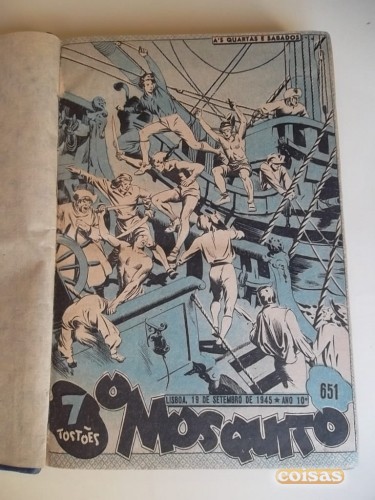 A'S QUARTAS E SABADOS
7
TOSTÕES
LISBOA, 19 DE SETEMBRO DE 1945 ★ ANO 10º
651
O MOSQUITO
coisas